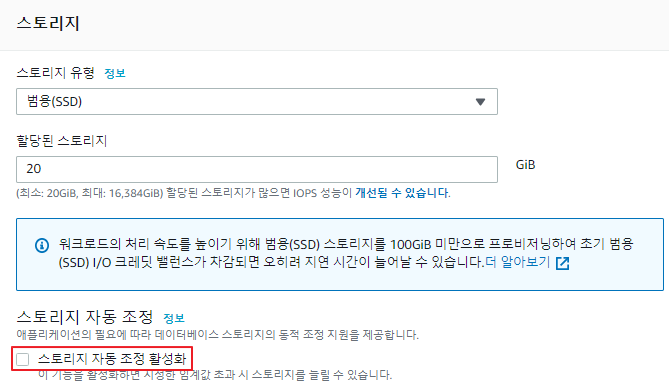 스토리지
스토리지 유형 정보
범용(SSD)
할당된 스토리지
20 GiB
(최소: 20GiB, 최대: 16,384GiB) 할당된 스토리지가 많으면 IOPS 성능이 개선될 수 있습니다.
워크로드의 처리 속도를 높이기 위해 범용(SSD) 스토리지를 100GiB 미만으로 프로비저닝하여 초기 범용
(SSD) I/O 크레딧 밸런스가 차감되면 오히려 지연 시간이 늘어날 수 있습니다.더 알아보기
스토리지 자동 조정 정보
애플리케이션의 필요에 따라 데이터베이스 스토리지의 동적 조정 지원을 제공합니다.
스토리지 자동 조정 활성화
이 기능을 활성화하면 지정한 임계값 초과 시 스토리지를 늘릴 수 있습니다.